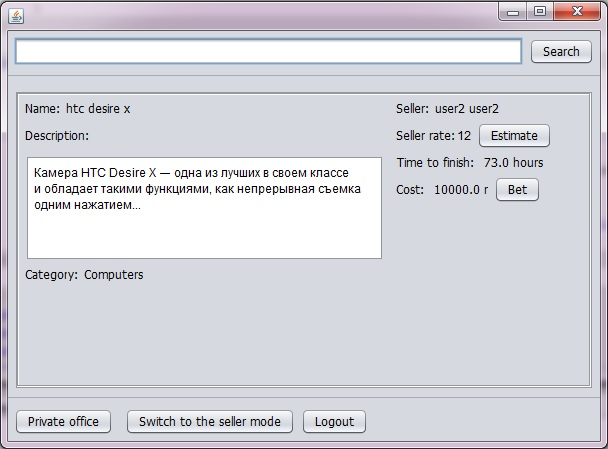 Search
Name: htc desire x
Seller: user2 user2
Description:
Seller rate: 12 Estimate
Камера HTC Desire X — одна из лучших в своем классе
и обладает такими функциями, как непрерывная съемка
одним нажатием...
Time to finish: 73.0 hours
Cost: 10000.0 r Bet
Category: Computers
Private office Switch to the seller mode Logout